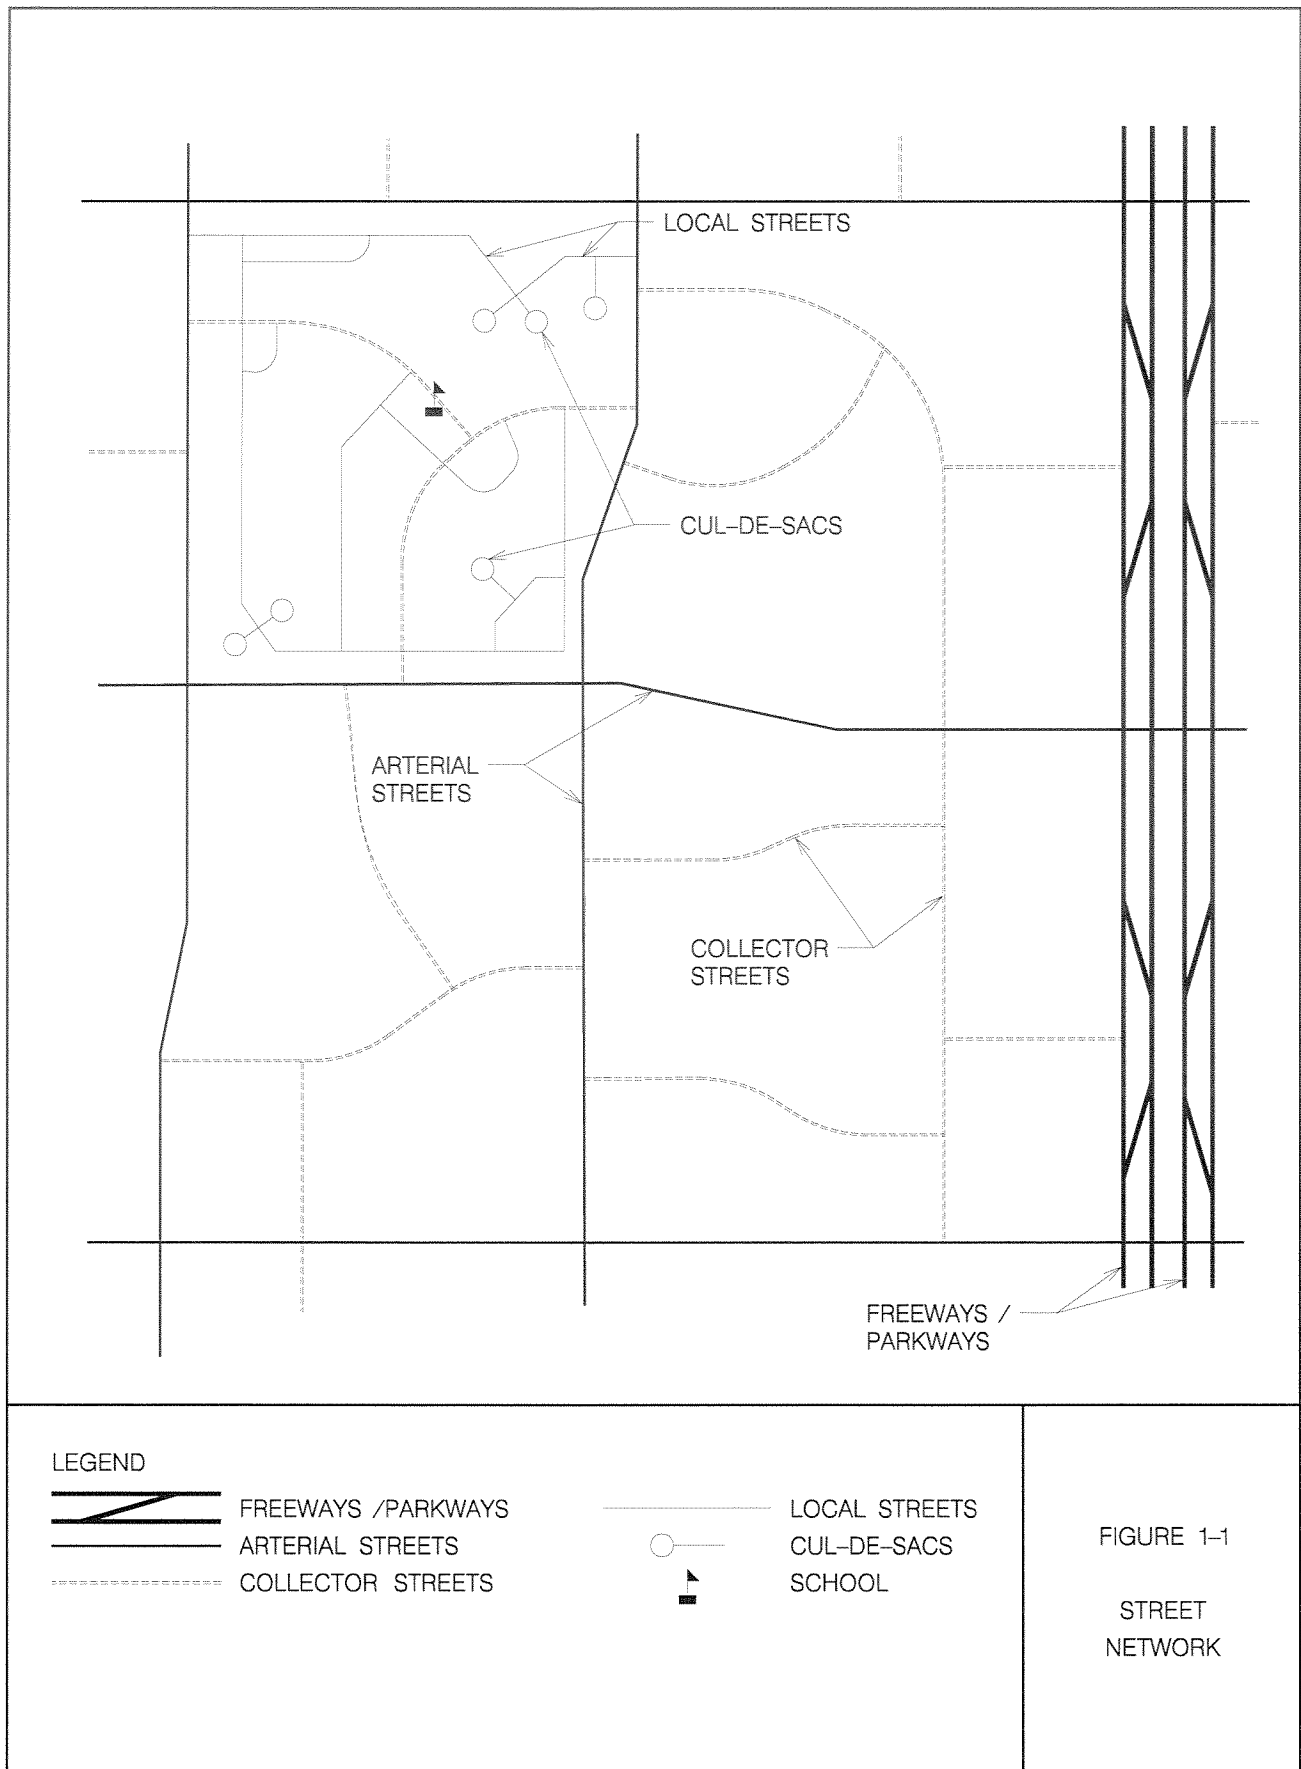 LOCAL STREETS
CUL-DE-SACS
ARTERIAL
STREETS
COLLECTOR
STREETS
FREEWAYS /
PARKWAYS
LEGEND
FREEWAYS /PARKWAYS
ARTERIAL STREETS
COLLECTOR STREETS
LOCAL STREETS
CUL-DE-SACS
SCHOOL
FIGURE 1-1
STREET
NETWORK